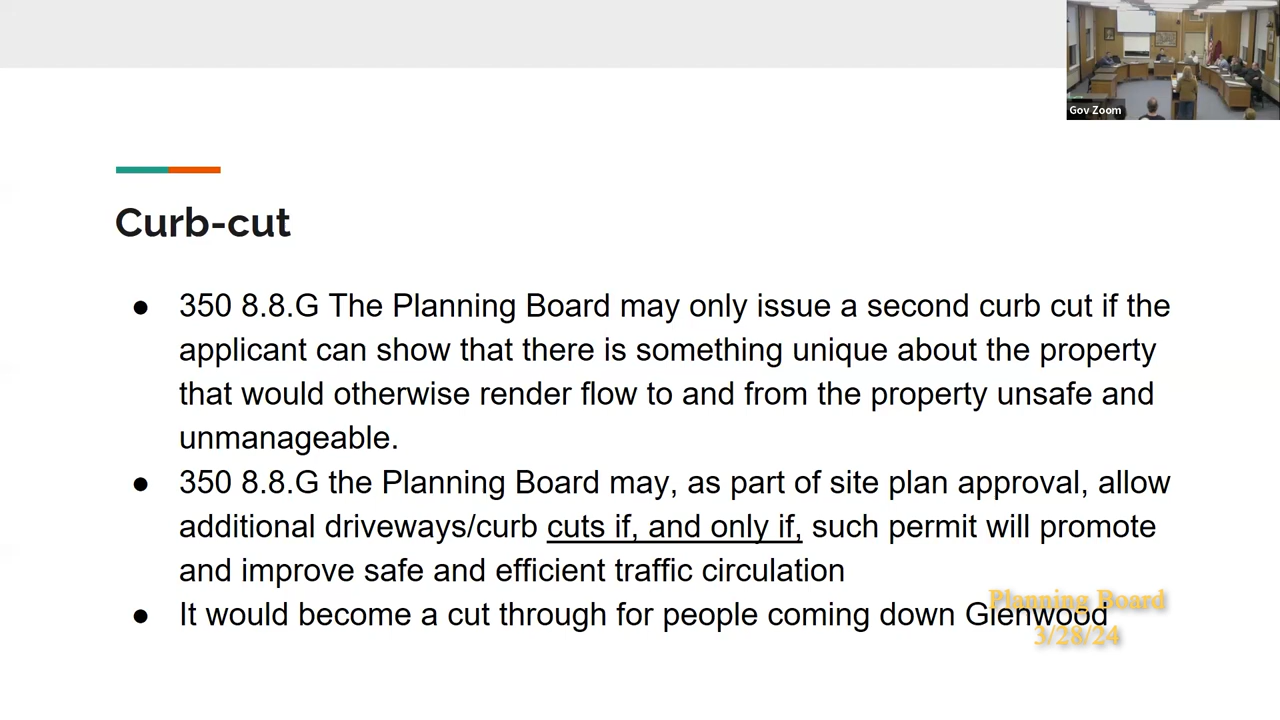 Gov Zoom
Curb-cut
● 350 8.8.G The Planning Board may only issue a second curb cut if the
applicant can show that there is something unique about the property
that would otherwise render flow to and from the property unsafe and
unmanageable.
● 350 8.8.G the Planning Board may, as part of site plan approval, allow
additional driveways/curb cuts if, and only if, such permit will promote
and improve safe and efficient traffic circulation
● It would become a cut through for people coming down Glenwood
Planning Board
3/28/24